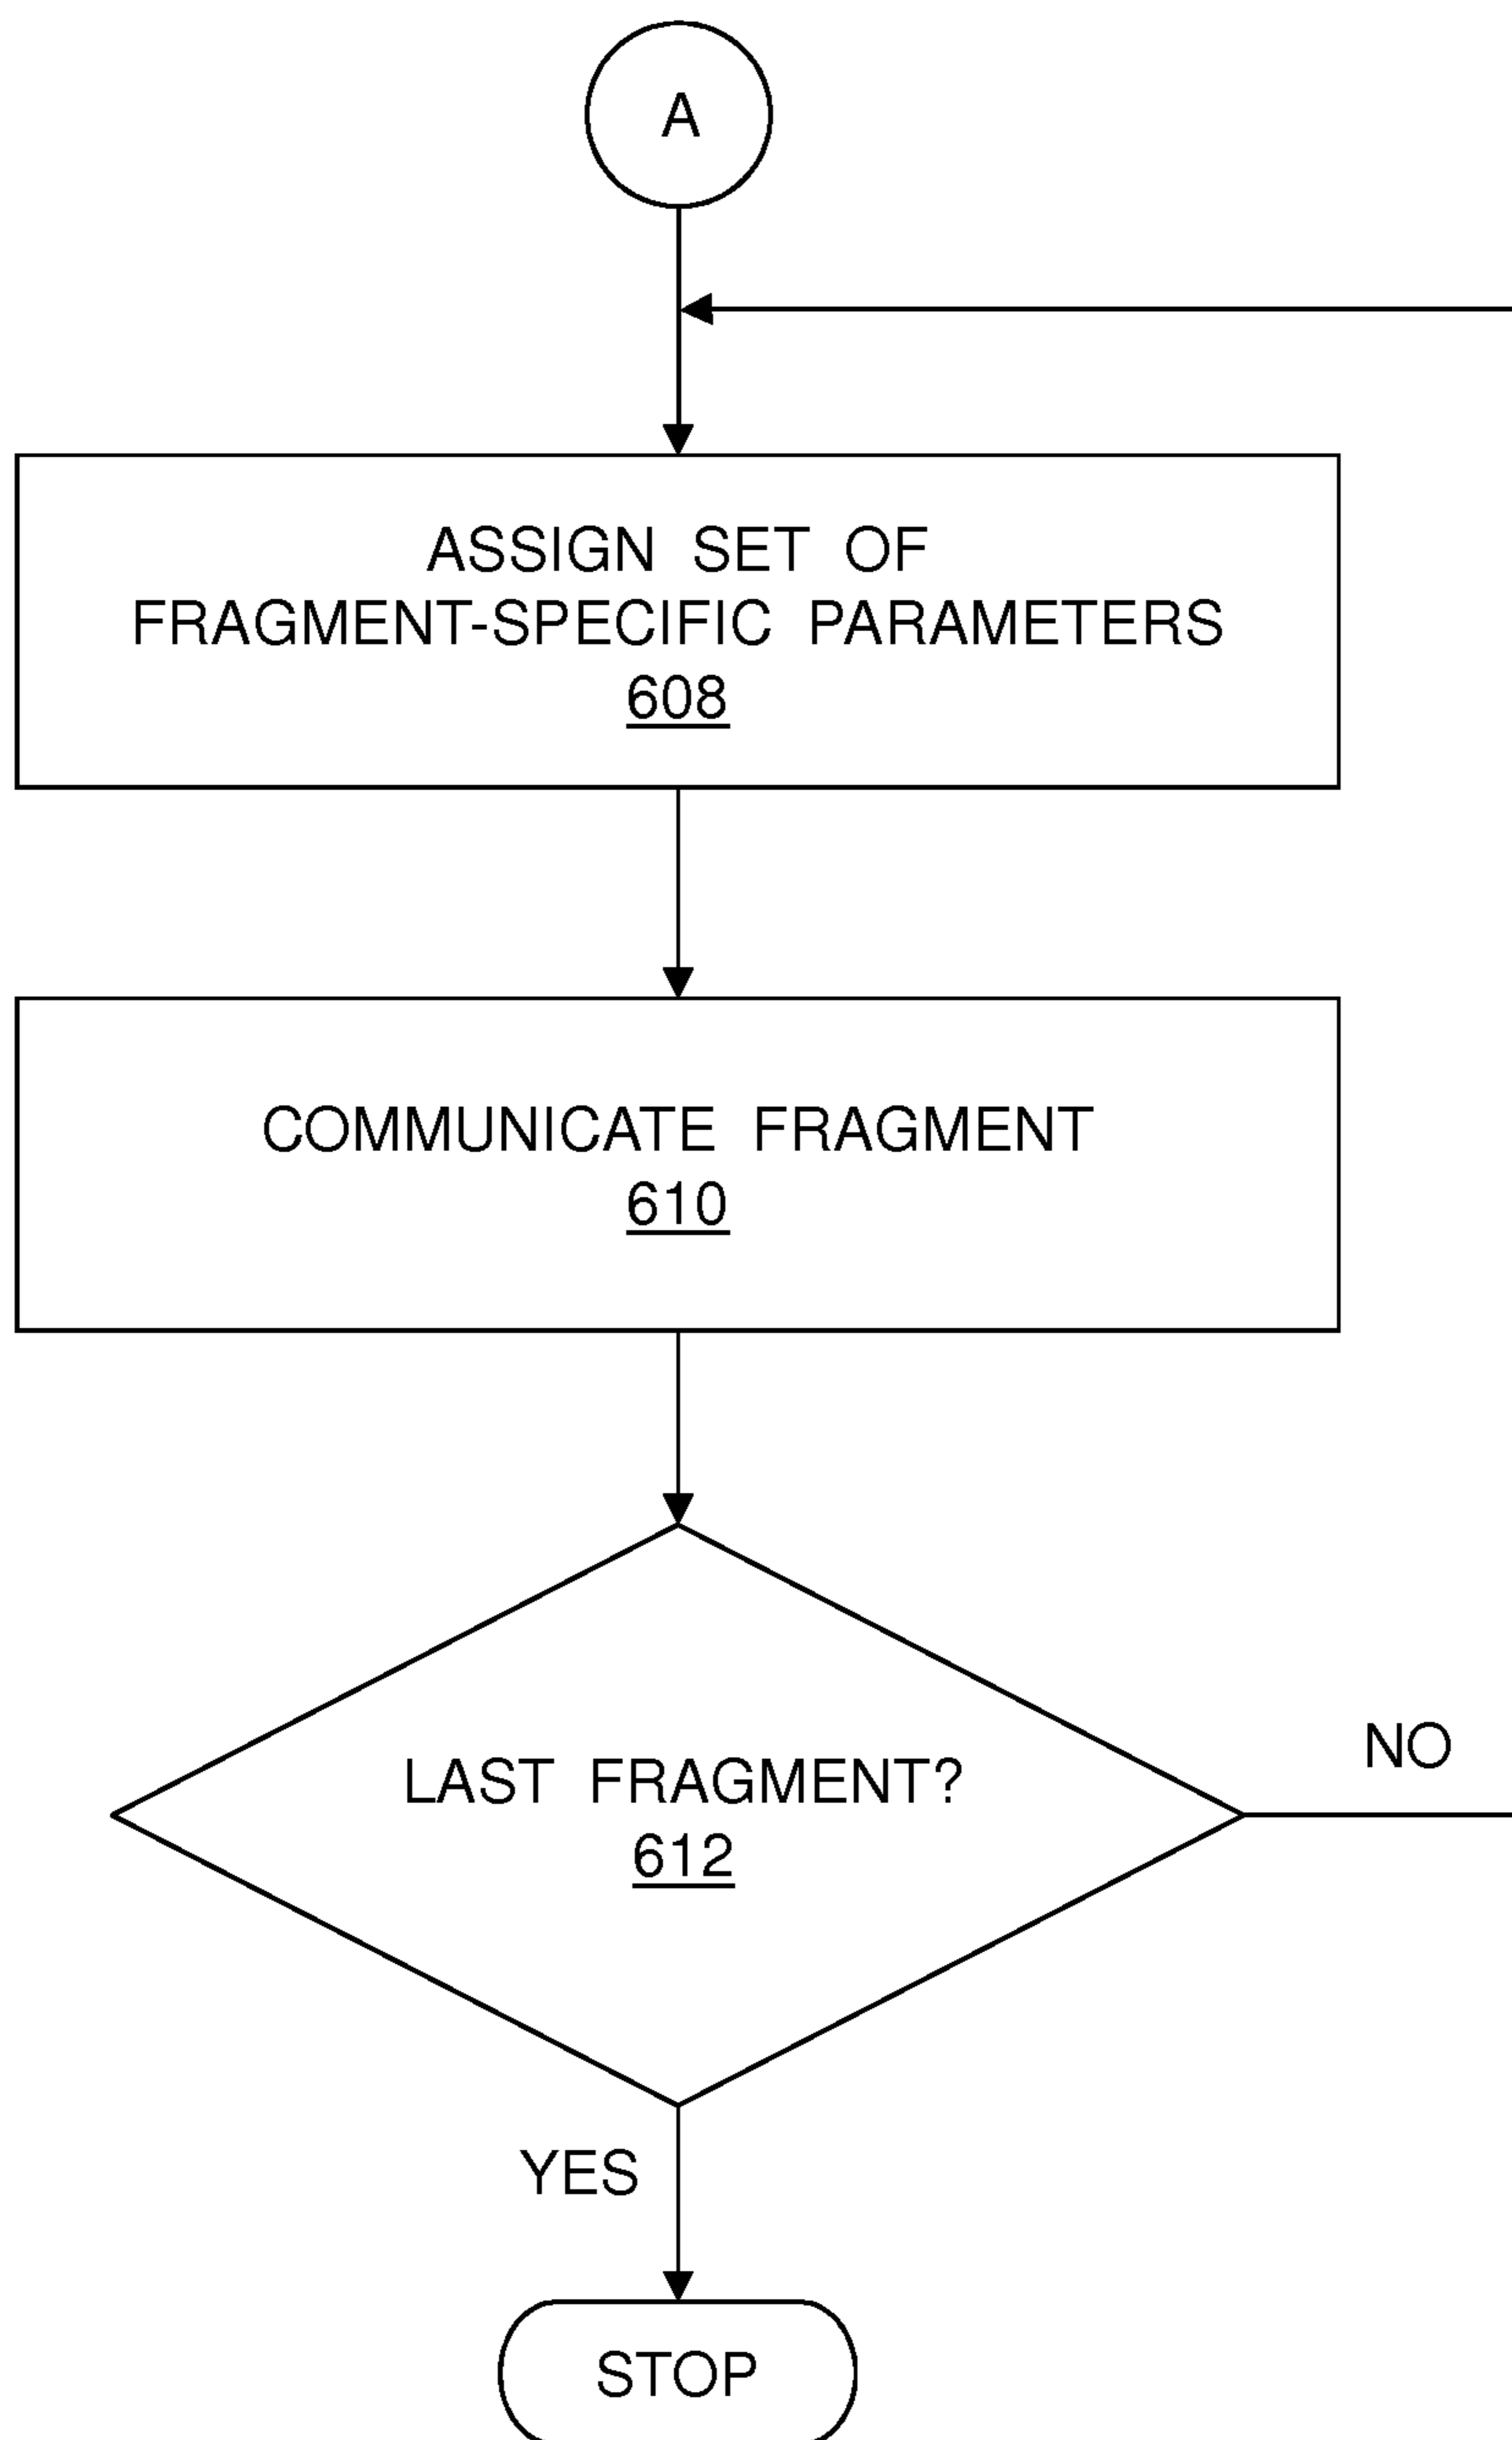 A
ASSIGN SET OF
FRAGMENT-SPECIFIC PARAMETERS
608
COMMUNICATE FRAGMENT
610
LAST FRAGMENT?
612
NO
YES
STOP